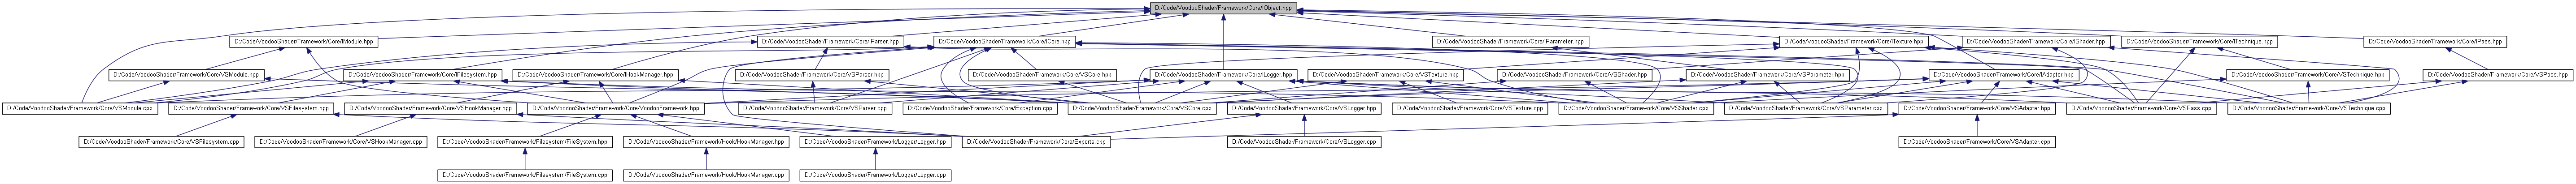 D:/Code/VoodooShader/Framework/Core/IObject.hpp
D:/Code/VoodooShader/Framework/Core/IModule.hpp
D:/Code/VoodooShader/Framework/Core/IParser.hpp
D:/Code/VoodooShader/Framework/Core/ICore.hpp
D:/Code/VoodooShader/Framework/Core/IParameter.hpp
D:/Code/VoodooShader/Framework/Core/ITexture.hpp
D:/Code/VoodooShader/Framework/Core/IShader.hpp
D:/Code/VoodooShader/Framework/Core/ITechnique.hpp
D:/Code/VoodooShader/Framework/Core/IPass.hpp
D:/Code/VoodooShader/Framework/Core/VSModule.hpp
D:/Code/VoodooShader/Framework/Core/IFilesystem.hpp
D:/Code/VoodooShader/Framework/Core/HookManager.hpp
D:/Code/VoodooShader/Framework/Core/VSParser.hpp
D:/Code/VoodooShader/Framework/Core/VSCore.hpp
D:/Code/VoodooShader/Framework/Core/ILogger.hpp
D:/Code/VoodooShader/Framework/Core/VSTexture.hpp
D:/Code/VoodooShader/Framework/Core/VSShader.hpp
D:/Code/VoodooShader/Framework/Core/VSParameter.hpp
D:/Code/VoodooShader/Framework/Core/IAdapter.hpp
D:/Code/VoodooShader/Framework/Core/VSTechnique.hpp
D:/Code/VoodooShader/Framework/Core/VSPass.hpp
D:/Code/VoodooShader/Framework/Core/VSModule.cpp
D:/Code/VoodooShader/Framework/Core/VSFilesystem.hpp
D:/Code/VoodooShader/Framework/Core/VSHookManager.hpp
D:/Code/VoodooShader/Framework/VoodooFramework.hpp
D:/Code/VoodooShader/Framework/Core/VSParser.cpp
D:/Code/VoodooShader/Framework/Core/Exception.cpp
D:/Code/VoodooShader/Framework/Core/VSCore.cpp
D:/Code/VoodooShader/Framework/Core/VSLogger.hpp
D:/Code/VoodooShader/Framework/Core/VSTexture.cpp
D:/Code/VoodooShader/Framework/Core/VSShader.cpp
D:/Code/VoodooShader/Framework/Core/VSParameter.cpp
D:/Code/VoodooShader/Framework/Core/VSAdapter.hpp
D:/Code/VoodooShader/Framework/Core/VSPass.cpp
D:/Code/VoodooShader/Framework/Core/VSTechnique.cpp
D:/Code/VoodooShader/Framework/Core/VSFilesystem.cpp
D:/Code/VoodooShader/Framework/Core/VSHookManager.cpp
D:/Code/VoodooShader/Framework/Filesystem/FileSystem.hpp
D:/Code/VoodooShader/Framework/Hook/HookManager.hpp
D:/Code/VoodooShader/Framework/Logger/Logger.hpp
D:/Code/VoodooShader/Framework/Core/Exports.cpp
D:/Code/VoodooShader/Framework/Core/VSLogger.cpp
D:/Code/VoodooShader/Framework/Core/VSAdapter.cpp
D:/Code/VoodooShader/Framework/Filesystem/FileSystem.cpp
D:/Code/VoodooShader/Framework/Hook/HookManager.cpp
D:/Code/VoodooShader/Framework/Logger/Logger.cpp